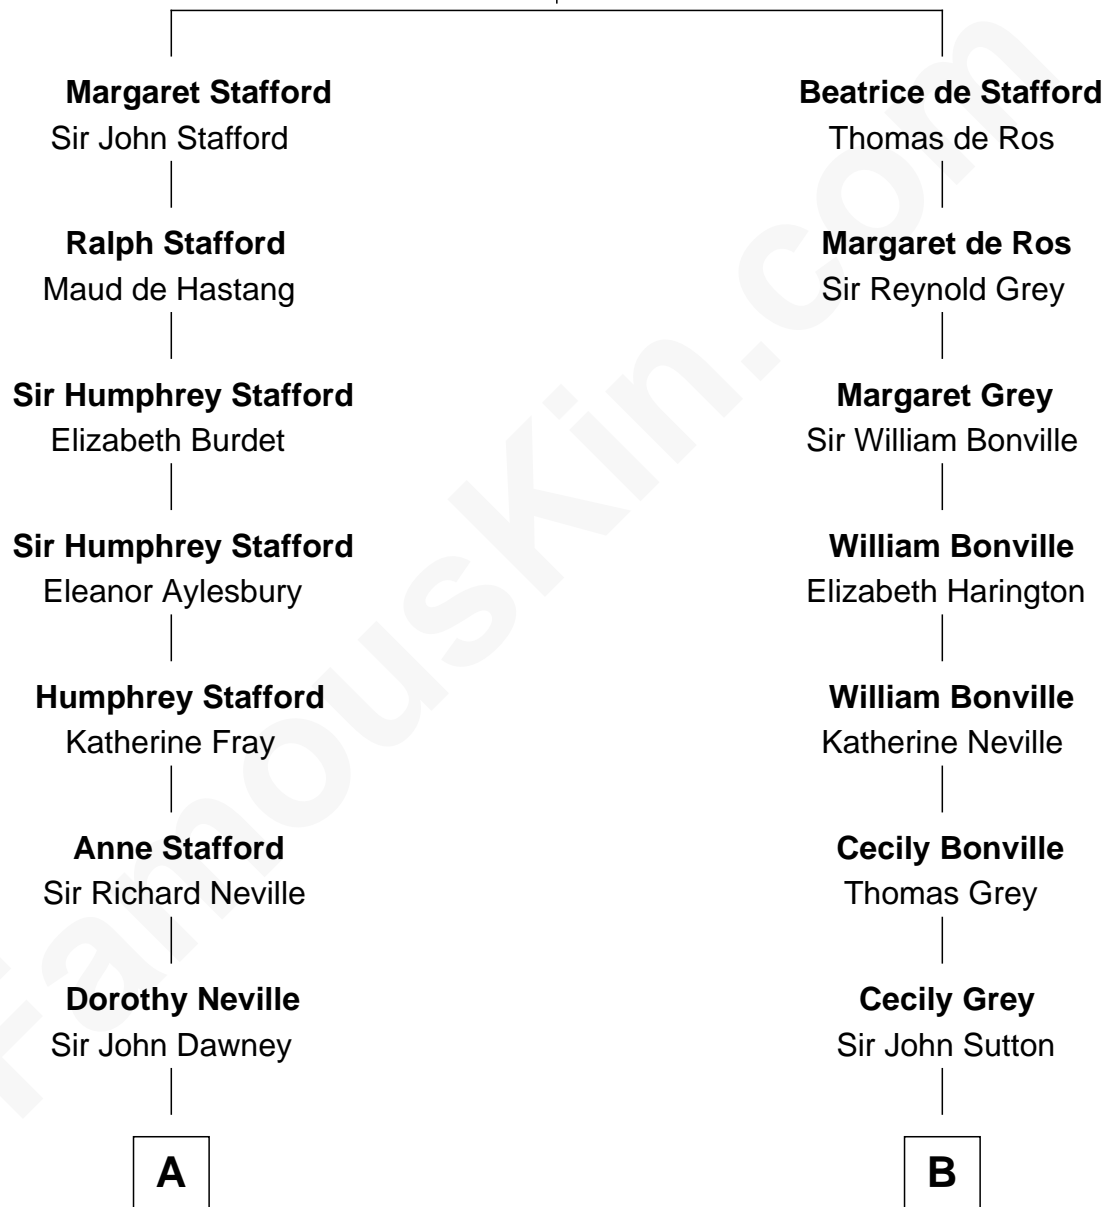 Margaret Stafford
Sir John Stafford
Ralph Stafford
Maud de Hastang
Sir Humphrey Stafford
Elizabeth Burdet
Sir Humphrey Stafford
Eleanor Aylesbury
Humphrey Stafford
Katherine Fray
Anne Stafford
Sir Richard Neville
Dorothy Neville
Sir John Dawney
A
Beatrice de Stafford
Thomas de Ros
Margaret de Ros
Sir Reynold Grey
Margaret Grey
Sir William Bonville
William Bonville
Elizabeth Harington
William Bonville
Katherine Neville
Cecily Bonville
Thomas Grey
Cecily Grey
Sir John Sutton
B
FamousKin.com